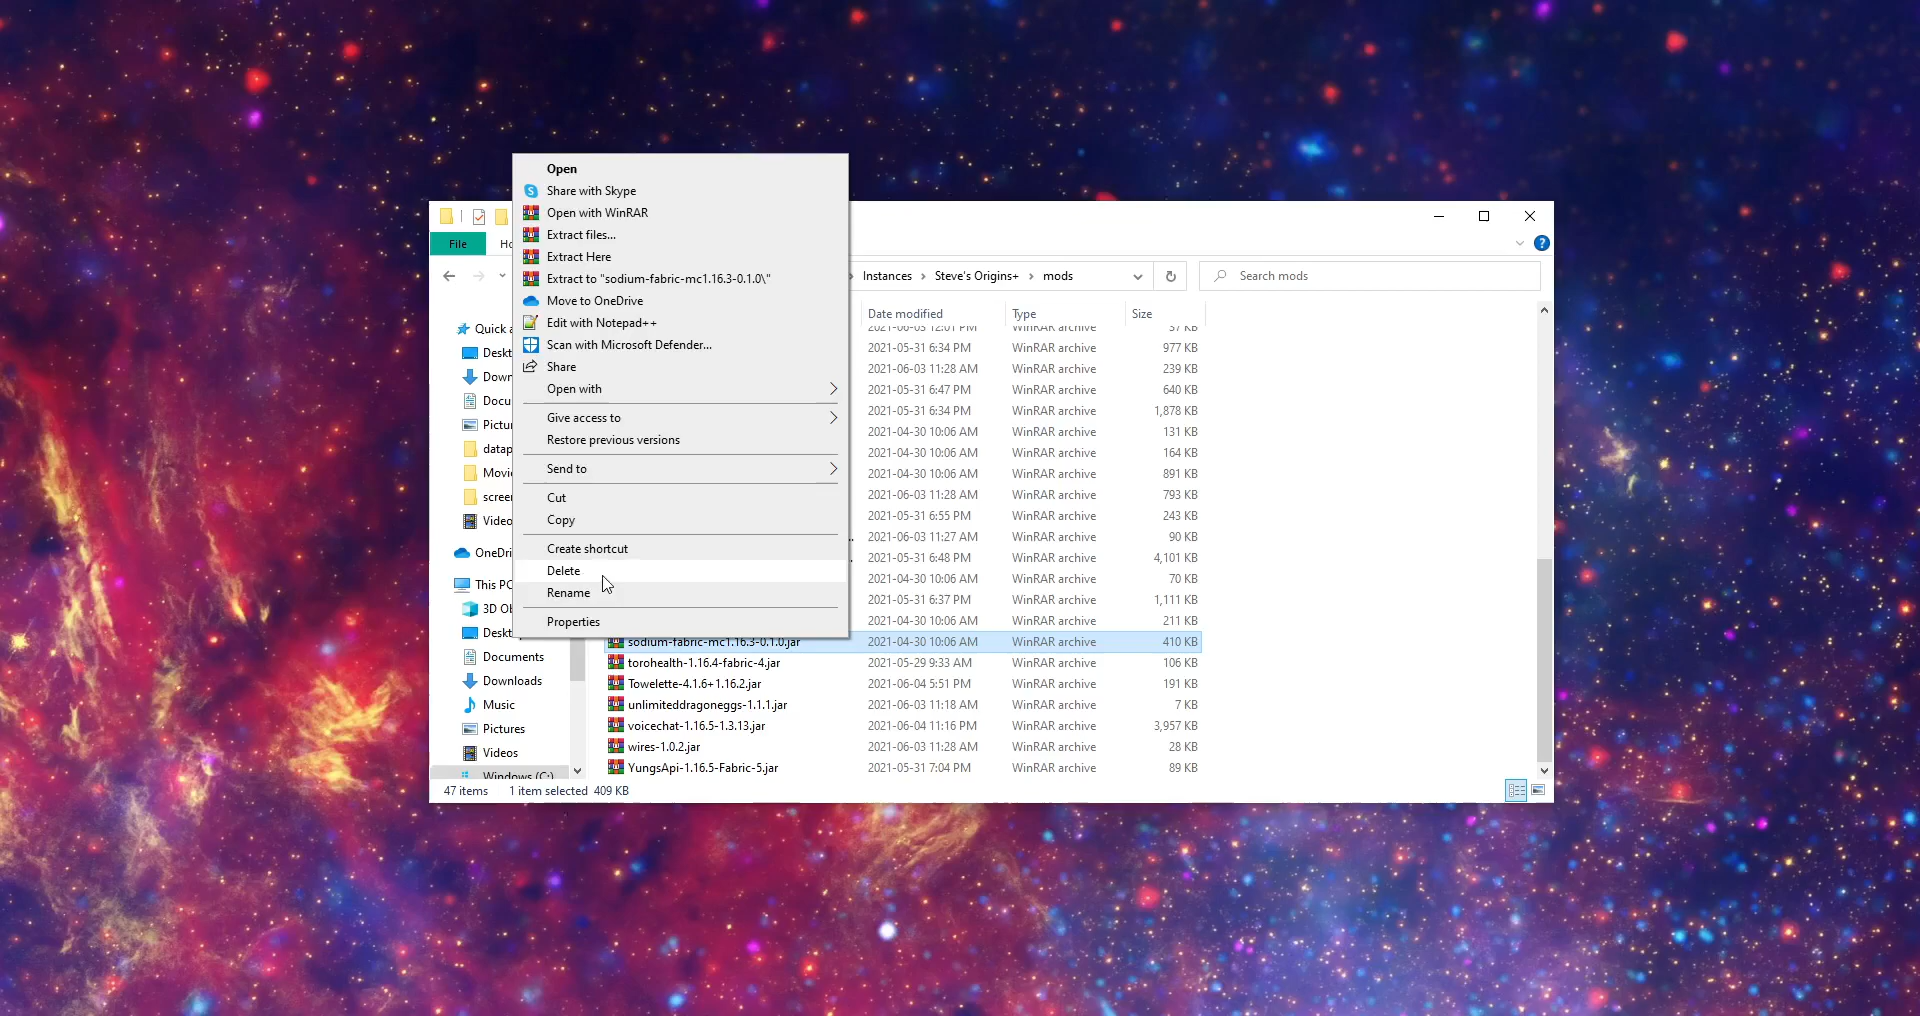 Open
Share with Skype
Open with WinRAR
Extract files...
Extract Here
Extract to "sodium-fabric-mc1.16.3-0.1.0\"
Move to OneDrive
Edit with Notepad++
Scan with Microsoft Defender...
Share
Open with
Give access to
Restore previous versions
Send to
Cut
Copy
Create shortcut
Delete
Rename
Properties
File Ho
Instances > Steve's Origins+ > mods
Search mods
Date modified Type Size
2021-06-03 12:01 PM WinRAR archive 37 KB
2021-05-31 6:34 PM WinRAR archive 977 KB
2021-06-03 11:28 AM WinRAR archive 239 KB
2021-05-31 6:47 PM WinRAR archive 640 KB
2021-05-31 6:34 PM WinRAR archive 1,878 KB
2021-04-30 10:06 AM WinRAR archive 131 KB
2021-04-30 10:06 AM WinRAR archive 164 KB
2021-04-30 10:06 AM WinRAR archive 891 KB
2021-06-03 11:28 AM WinRAR archive 793 KB
2021-05-31 6:55 PM WinRAR archive 243 KB
2021-06-03 11:27 AM WinRAR archive 90 KB
2021-05-31 6:48 PM WinRAR archive 4,101 KB
2021-04-30 10:06 AM WinRAR archive 70 KB
2021-05-31 6:37 PM WinRAR archive 1,111 KB
2021-04-30 10:06 AM WinRAR archive 211 KB
sodium-fabric-mc1.16.3-0.1.0.jar 2021-04-30 10:06 AM WinRAR archive 410 KB
torohealth-1.16.4-fabric-4.jar 2021-05-29 9:33 AM WinRAR archive 106 KB
Towelette-4.1.6+1.16.2.jar 2021-06-04 5:51 PM WinRAR archive 191 KB
unlimiteddragoneggs-1.1.1.jar 2021-06-03 11:18 AM WinRAR archive 7 KB
voicechat-1.16.5-1.3.13.jar 2021-06-04 11:16 PM WinRAR archive 3,957 KB
wires-1.0.2.jar 2021-06-03 11:28 AM WinRAR archive 28 KB
YungsApi-1.16.5-Fabric-5.jar 2021-05-31 7:04 PM WinRAR archive 89 KB
Quick a
Deskt
Down
Docu
Pictur
datap
Movi
screen
Video
OneDri
This PC
3D Ob
Deskt
Documents
Downloads
Music
Pictures
Videos
Windows (C:)
47 items 1 item selected 409 KB